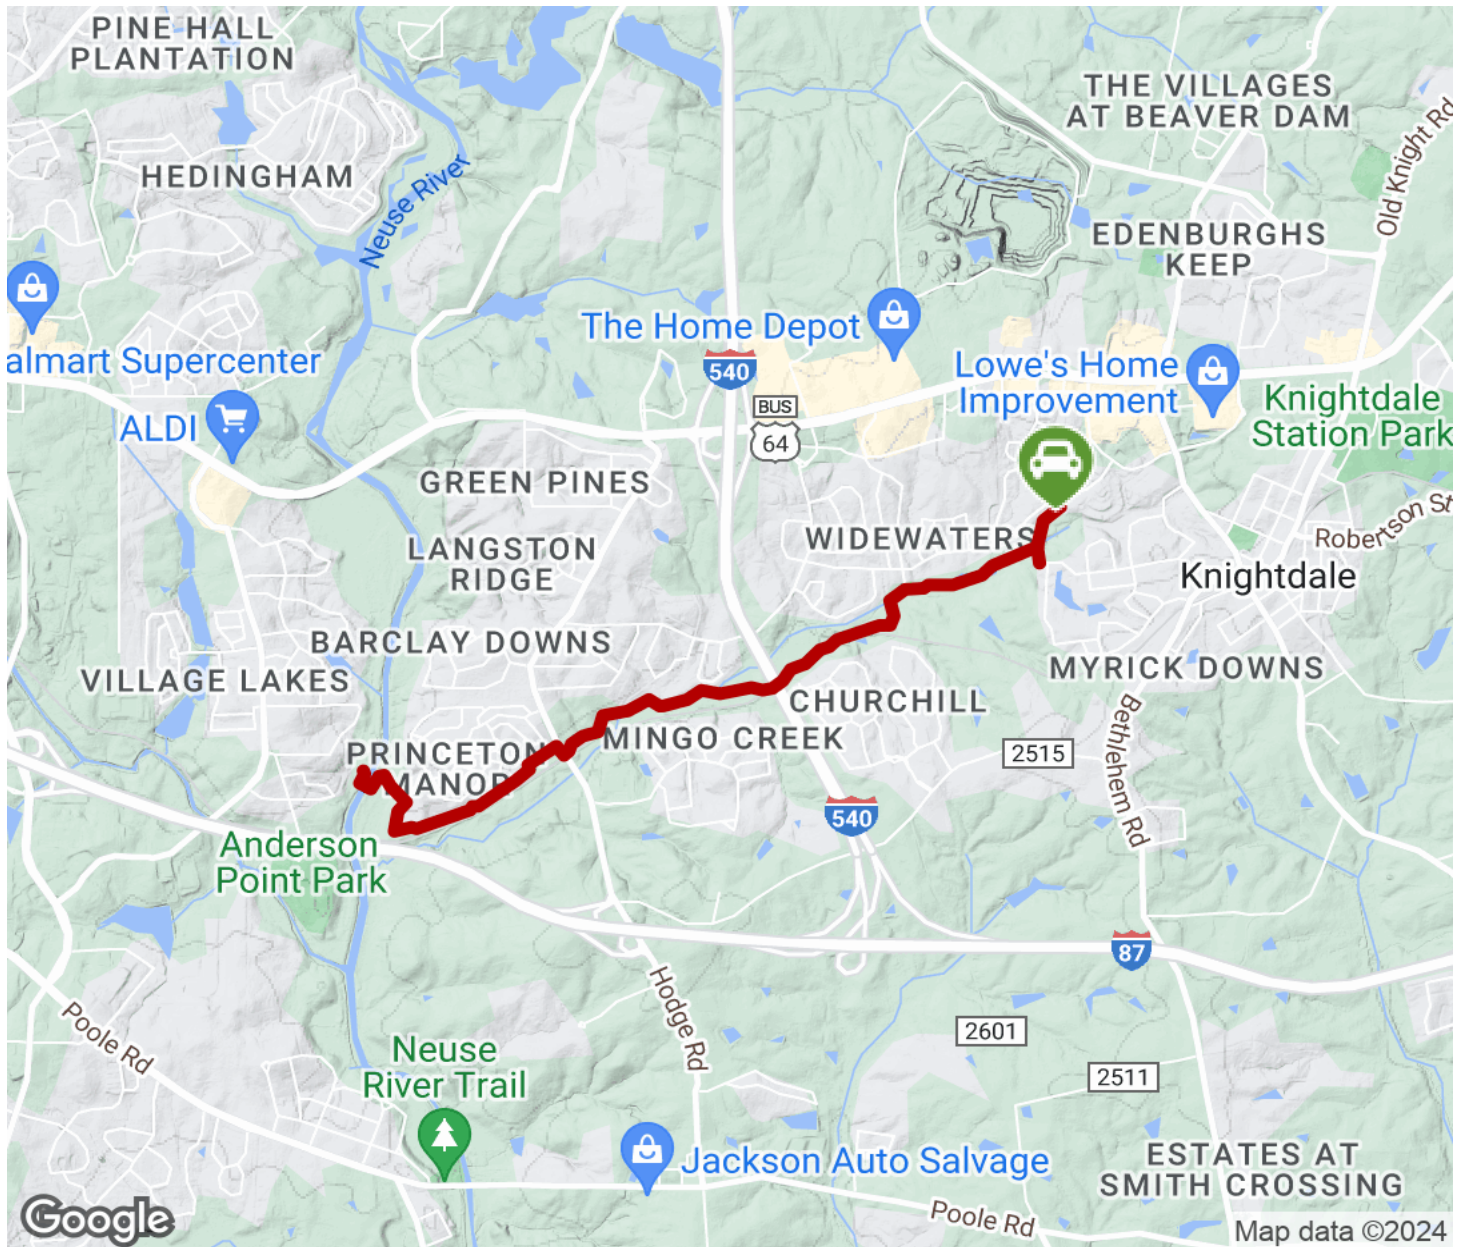 PINE HALL
PLANTATION
THE VILLAGES
AT BEAVER DAM
Old Knight Rd
HEDINGHAM
Neuse River
EDENBURGHS
KEEP
The Home Depot
almart Supercenter
540
Lowe's Home
Improvement
Knightdale
Station Park
BUS
64
ALDI
GREEN PINES
WIDEWATERS
Robertson St
LANGSTON
RIDGE
Knightdale
BARCLAY DOWNS
VILLAGE LAKES
MYRICK DOWNS
CHURCHILL
Bethlehem Rd
MINGO CREEK
2515
PRINCETON
MANOR
540
Anderson
Point Park
87
Hodge Rd
Poole Rd
2601
Neuse
River Trail
2511
Jackson Auto Salvage
ESTATES AT
SMITH CROSSING
Poole Rd
Google
Map data ©2024